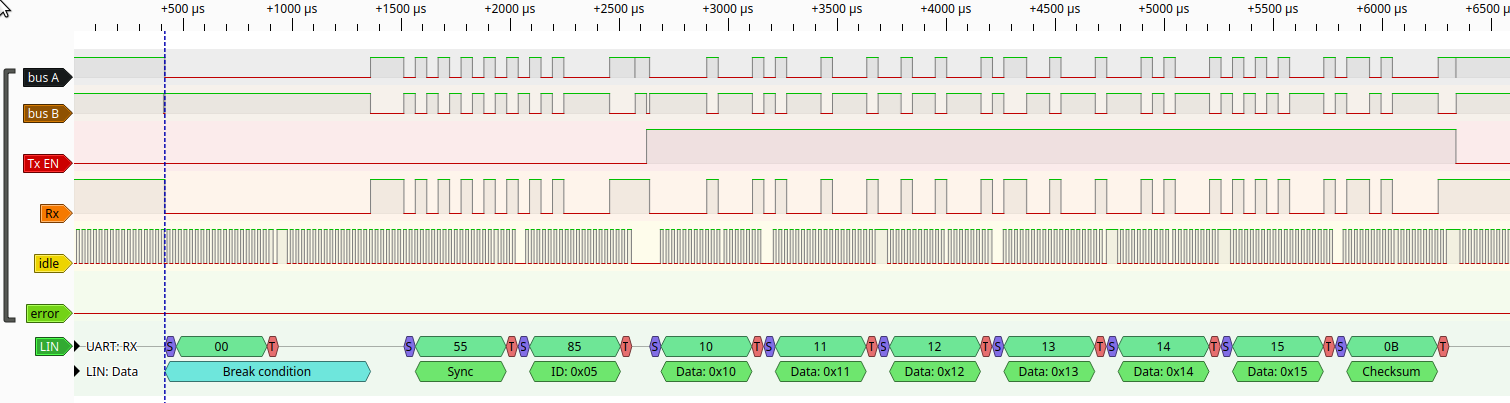 +500 µs +1000 µs +1500 µs +2000 µs +2500 µs +3000 µs +3500 µs +4000 µs +4500 µs +5000 µs +5500 µs +6000 µs +6500 µ
bus A
bus B
Tx EN
Rx
idle
error
LIN UART: RX S 00 T S 55 T S 85 T S 10 T S 11 T S 12 T S 13 T S 14 T S 15 T S 0B T
LIN: Data Break condition Sync ID: 0x05 Data: 0x10 Data: 0x11 Data: 0x12 Data: 0x13 Data: 0x14 Data: 0x15 Checksum